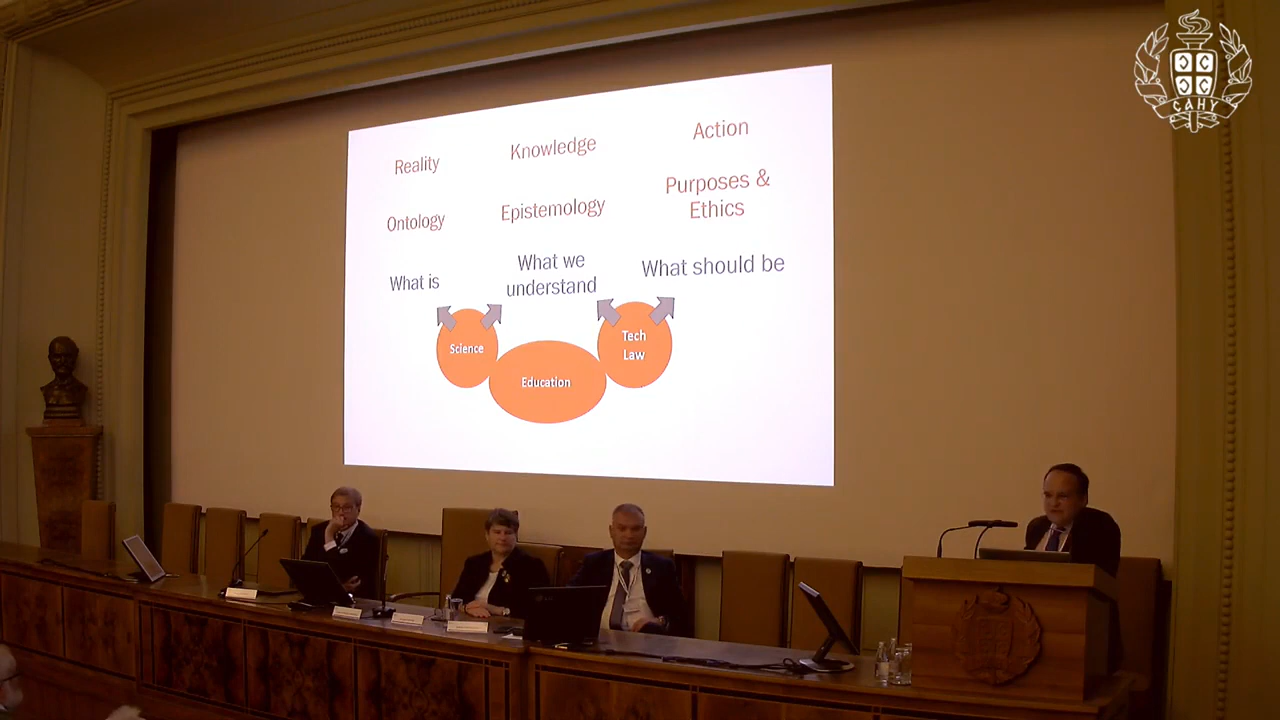 Reality
Knowledge
Action
Ontology
Epistemology
Purposes &
Ethics
What is
What we
understand
What should be
Science
Education
Tech
Law
САНУ